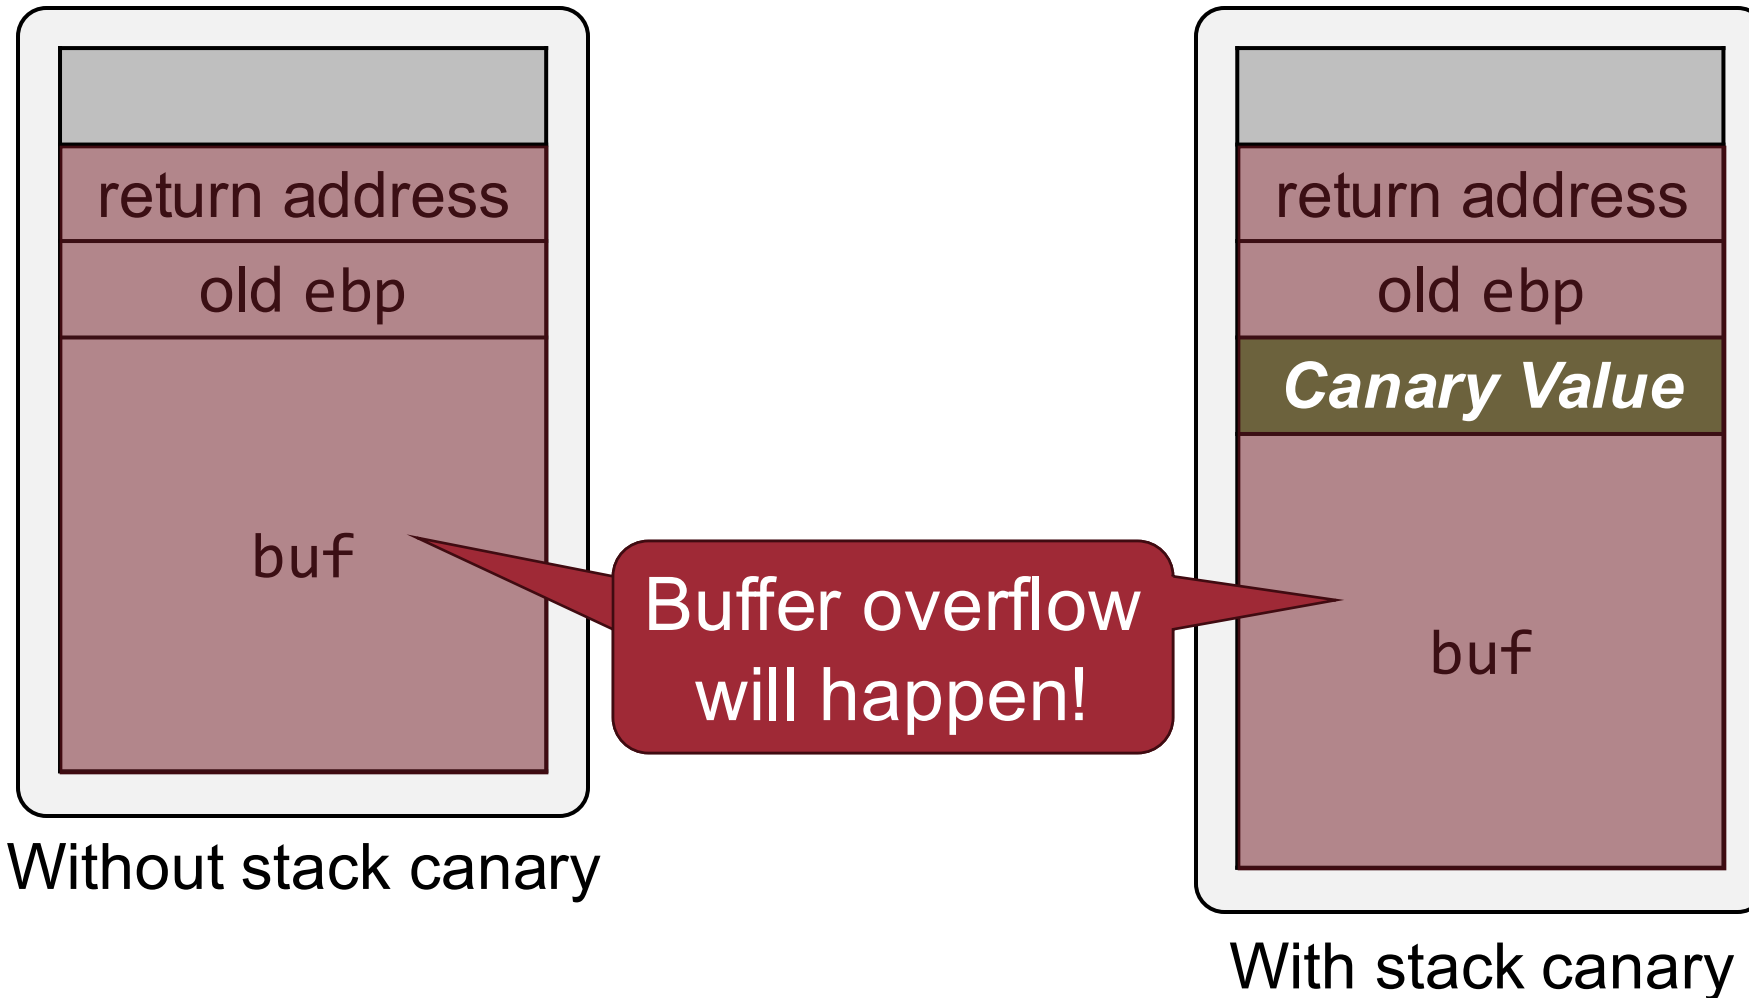 return address
old ebp
buf
Without stack canary
Buffer overflow
will happen!
return address
old ebp
Canary Value
buf
With stack canary